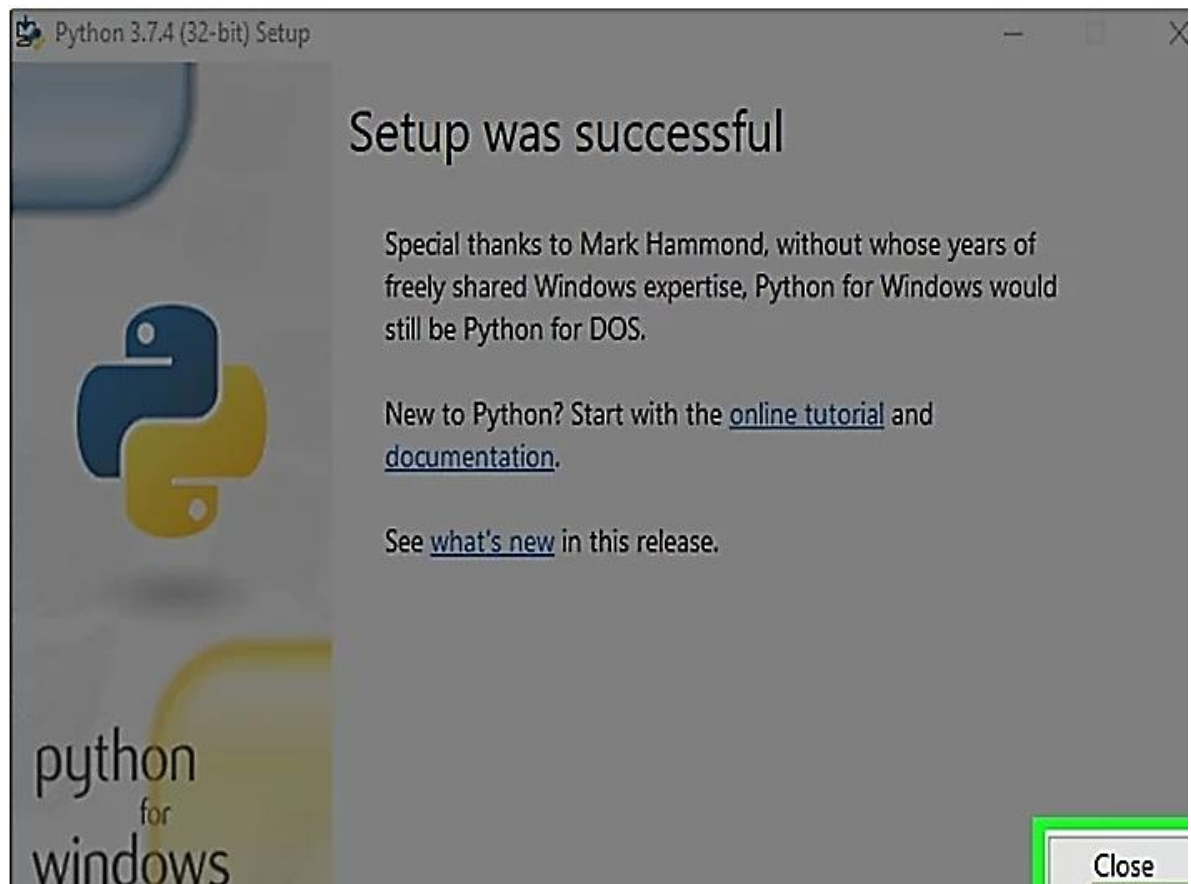 Python 3.7.4 (32-bit) Setup
Setup was successful
Special thanks to Mark Hammond, without whose years of
freely shared Windows expertise, Python for Windows would
still be Python for DOS.
New to Python? Start with the online tutorial and
documentation.
See what's new in this release.
python
for
windows
Close